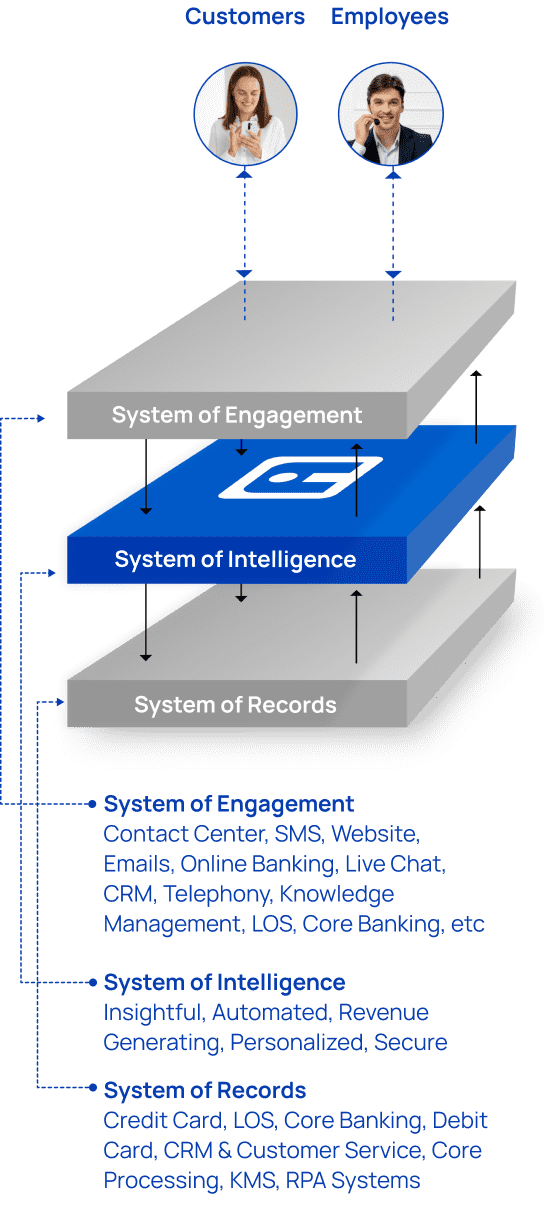 Customers Employees
System of Engagement
System of Intelligence
System of Records
System of Engagement
Contact Center, SMS, Website,
Emails, Online Banking, Live Chat,
CRM, Telephony, Knowledge
Management, LOS, Core Banking, etc
System of Intelligence
Insightful, Automated, Revenue
Generating, Personalized, Secure
System of Records
Credit Card, LOS, Core Banking, Debit
Card, CRM & Customer Service, Core
Processing, KMS, RPA Systems